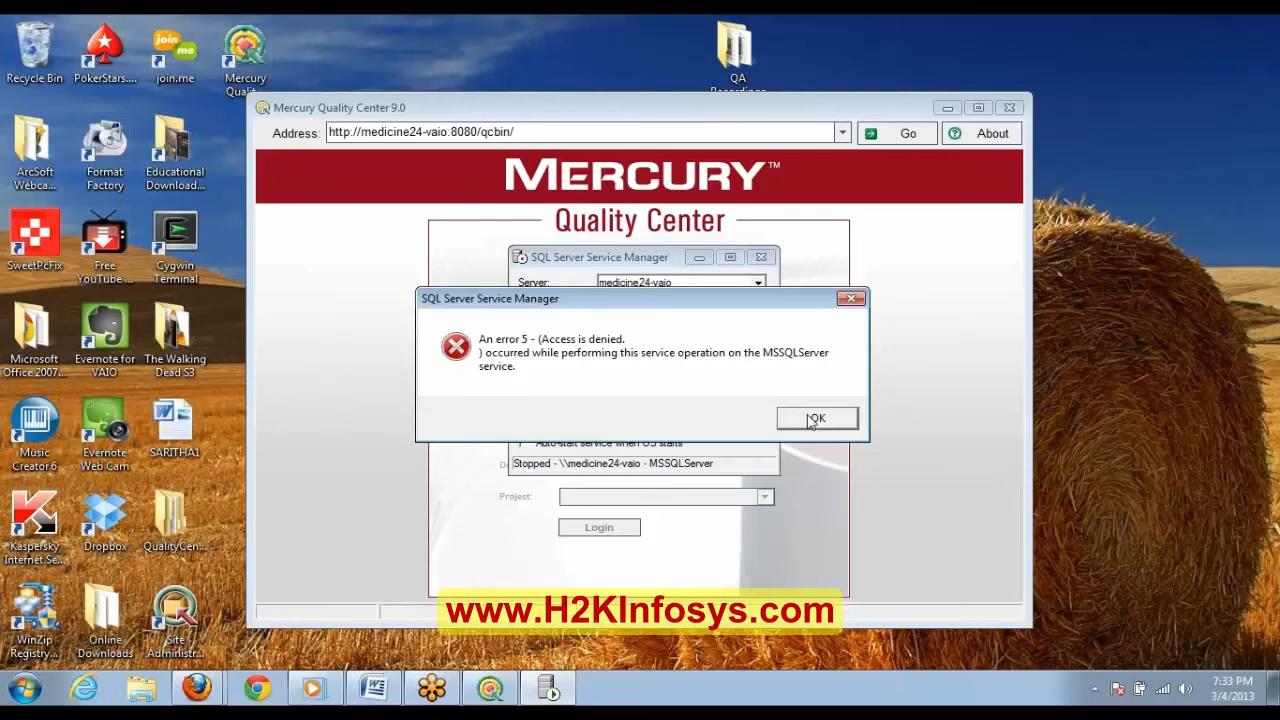 Recycle Bin
PokerStars....
join.me
Mercury
Qualit
QA
Recordings
Mercury Quality Center 9.0
Address:
http://medicine24-vaio:8080/qcbin/
Go
About
MERCURY™
Quality Center
ArcSoft
Webca...
Format
Factory
Educational
Download...
SweetPcFix
Free
YouTube ...
Cygwin
Terminal
SQL Server Service Manager
Server:
medicine24-vaio
SQL Server Service Manager
An error 5 - (Access is denied.
) occurred while performing this service operation on the MSSQLServer
service.
OK
Auto-start service when OS starts
Stopped - \\medicine24-vaio - MSSQLServer
Project:
Login
Microsoft
Office 2007...
Evernote for
VAIO
The Walking
Dead S3
Music
Creator 6
Evernote
Web Cam
SARITHA1
Kaspersky
Internet Se...
Dropbox
QualityCen...
WinZip
Registry...
Online
Downloads
Site
Administr...
www.H2KInfosys.com
7:33 PM
3/4/2013